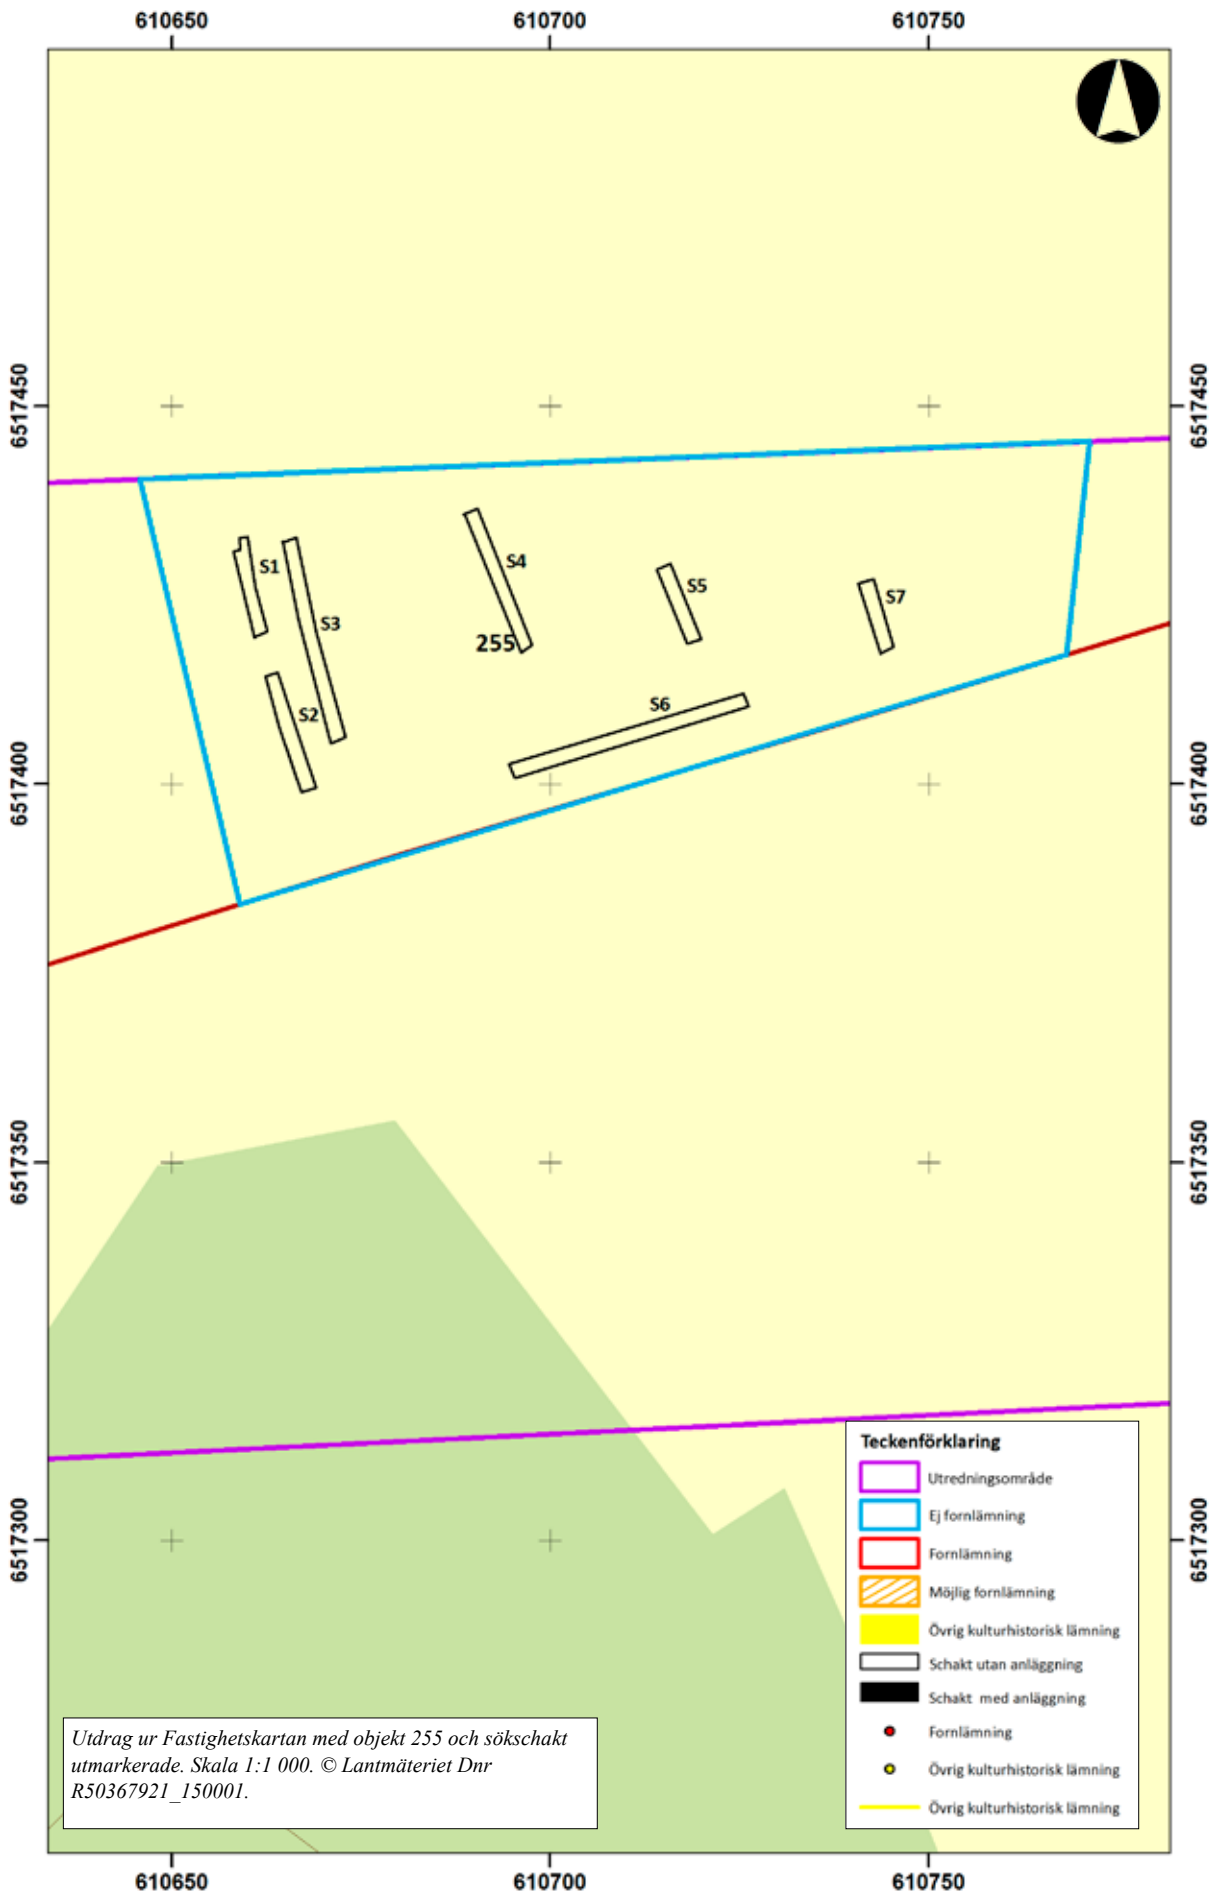 610650
610700
610750
6517450
6517450
S1
S3
S4
S5
S7
255
S2
S6
6517400
6517400
6517350
6517350
6517300
6517300
Teckenförklaring
Utredningsområde
Ej fornlämning
Fornlämning
Möjlig fornlämning
Övrig kulturhistorisk lämning
Schakt utan anläggning
Schakt med anläggning
Fornlämning
Övrig kulturhistorisk lämning
Övrig kulturhistorisk lämning
Utdrag ur Fastighetskartan med objekt 255 och sökschakt
utmarkerade. Skala 1:1 000. © Lantmäteriet Dnr
R50367921_150001.
610650
610700
610750